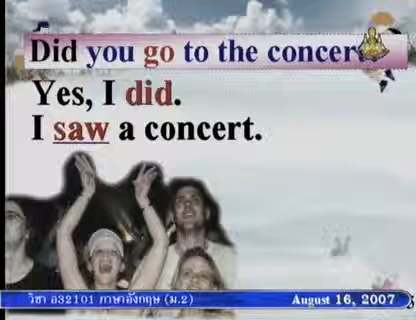 Did you go to the concert
Yes, I did.
I saw a concert.
วิชา อ32101 ภาษาอังกฤษ (ม.2)
August 16, 2007